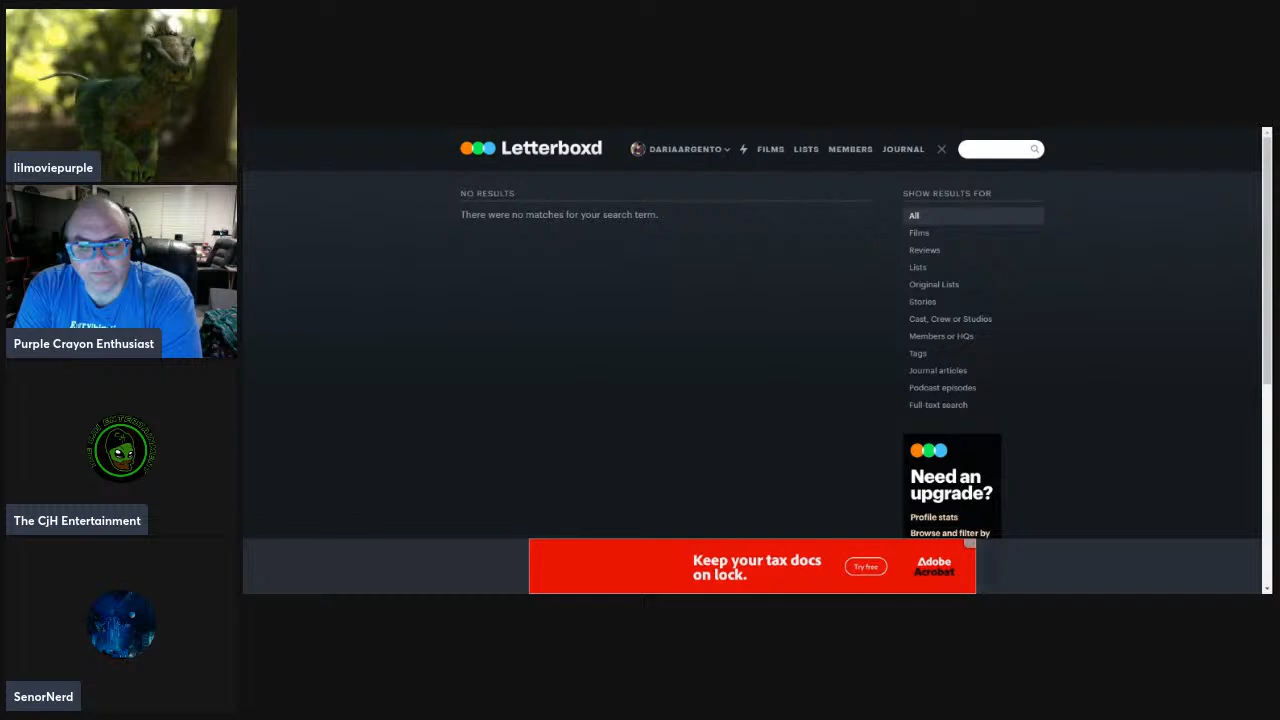 lilmoviepurple
Purple Crayon Enthusiast
THE CJH ENTERTAINMENT
The CjH Entertainment
SenorNerd
Letterboxd
DARIAARGENTO
FILMS
LISTS
MEMBERS
JOURNAL
NO RESULTS
There were no matches for your search term.
SHOW RESULTS FOR
All
Films
Reviews
Lists
Original Lists
Stories
Cast, Crew or Studios
Members or HQs
Tags
Journal articles
Podcast episodes
Full-text search
Need an
upgrade?
Profile stats
Browse and filter by
Keep your tax docs
on lock.
Try free
Adobe
Acrobat